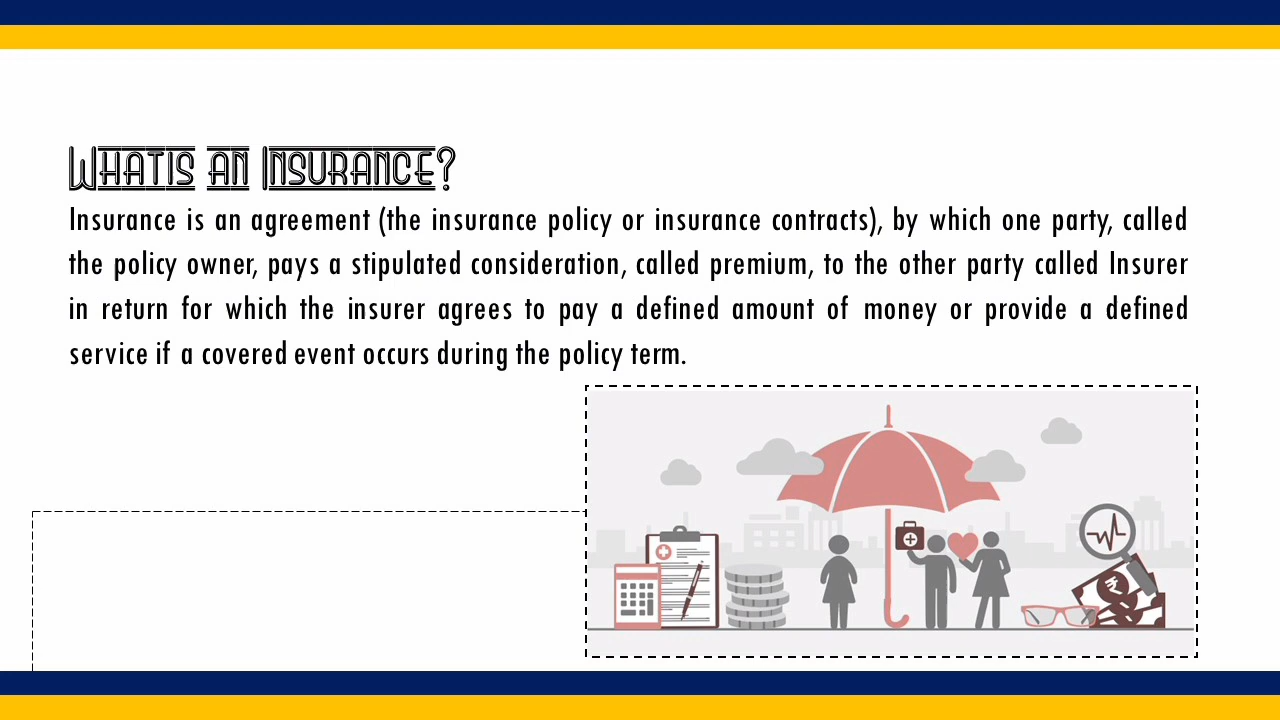 What is an Insurance?
Insurance is an agreement (the insurance policy or insurance contracts), by which one party, called
the policy owner, pays a stipulated consideration, called premium, to the other party called Insurer
in return for which the insurer agrees to pay a defined amount of money or provide a defined
service if a covered event occurs during the policy term.
₹